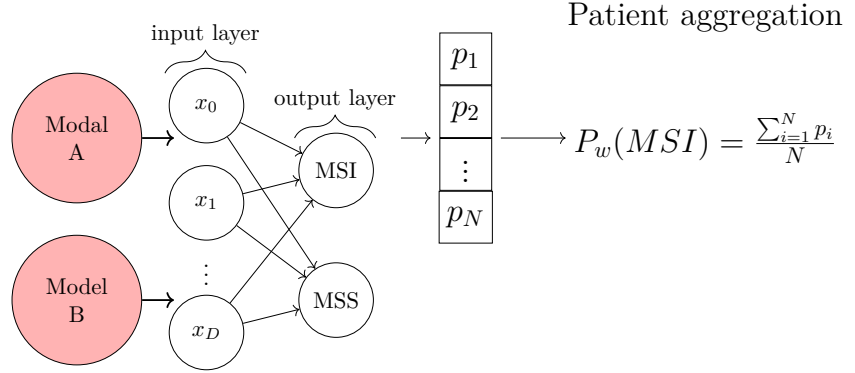 Patient aggregation
input layer
output layer
Modal
A
Model
B
x_0
x_1
⋮
x_D
MSI
MSS
p_1
p_2
⋮
p_N
P_w(MSI) = \frac{\sum_{i=1}^{N} p_i}{N}